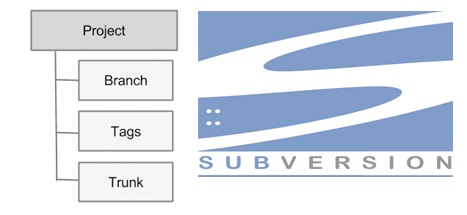 Project
Branch
Tags
Trunk
SUBVERSION